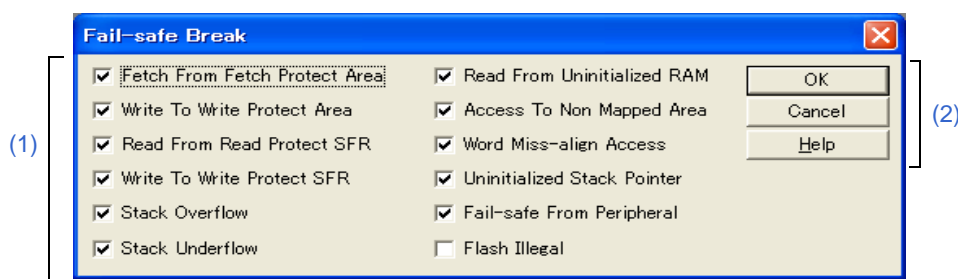 Fail-safe Break
(1)
Fetch From Fetch Protect Area
Write To Write Protect Area
Read From Read Protect SFR
Write To Write Protect SFR
Stack Overflow
Stack Underflow
Read From Uninitialized RAM
Access To Non Mapped Area
Word Miss-align Access
Uninitialized Stack Pointer
Fail-safe From Peripheral
Flash Illegal
OK
Cancel
Help
(2)